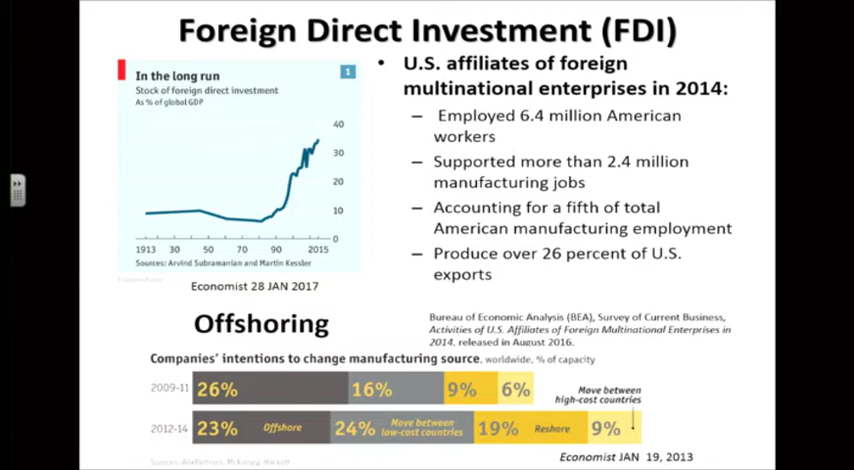 Foreign Direct Investment (FDI)
In the long run
1
Stock of foreign direct investment
As % of global GDP
40
30
20
10
0
1913 30 50 70 90 2015
Sources: Arvind Subramanian and Martin Kessler
Economist 28 JAN 2017
• U.S. affiliates of foreign
multinational enterprises in 2014:
– Employed 6.4 million American
workers
– Supported more than 2.4 million
manufacturing jobs
– Accounting for a fifth of total
American manufacturing employment
– Produce over 26 percent of U.S.
exports
Offshoring
Bureau of Economic Analysis (BEA), Survey of Current Business,
Activities of U.S. Affiliates of Foreign Multinational Enterprises in
2014, released in August 2016.
Companies' intentions to change manufacturing source, worldwide, % of capacity
2009-11 26% 16% 9% 6%
Move between
high-cost countries
2012-14 23% Offshore 24% Move between
low-cost countries 19% Reshore 9%
Sources: AlixPartners, McKinsey, Hackett
Economist JAN 19, 2013